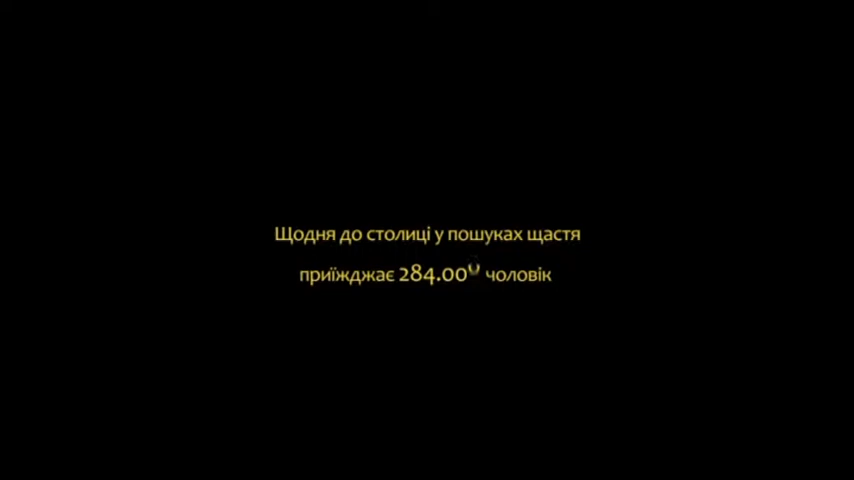 Щодня до столиці у пошуках щастя
приїжджає 284.000 чоловік